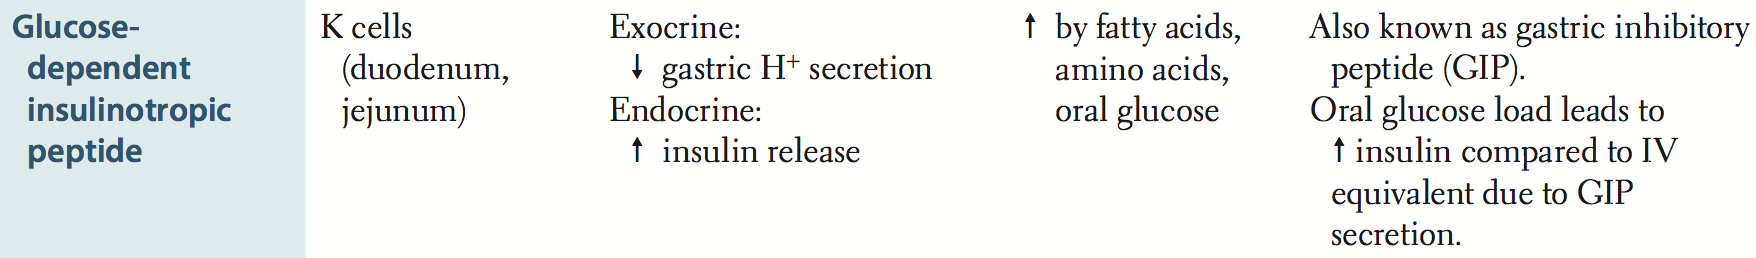 Glucose-
dependent
insulinotropic
peptide
K cells
(duodenum,
jejunum)
Exocrine:
↓ gastric H⁺ secretion
Endocrine:
↑ insulin release
↑ by fatty acids,
amino acids,
oral glucose
Also known as gastric inhibitory
peptide (GIP).
Oral glucose load leads to
↑ insulin compared to IV
equivalent due to GIP
secretion.